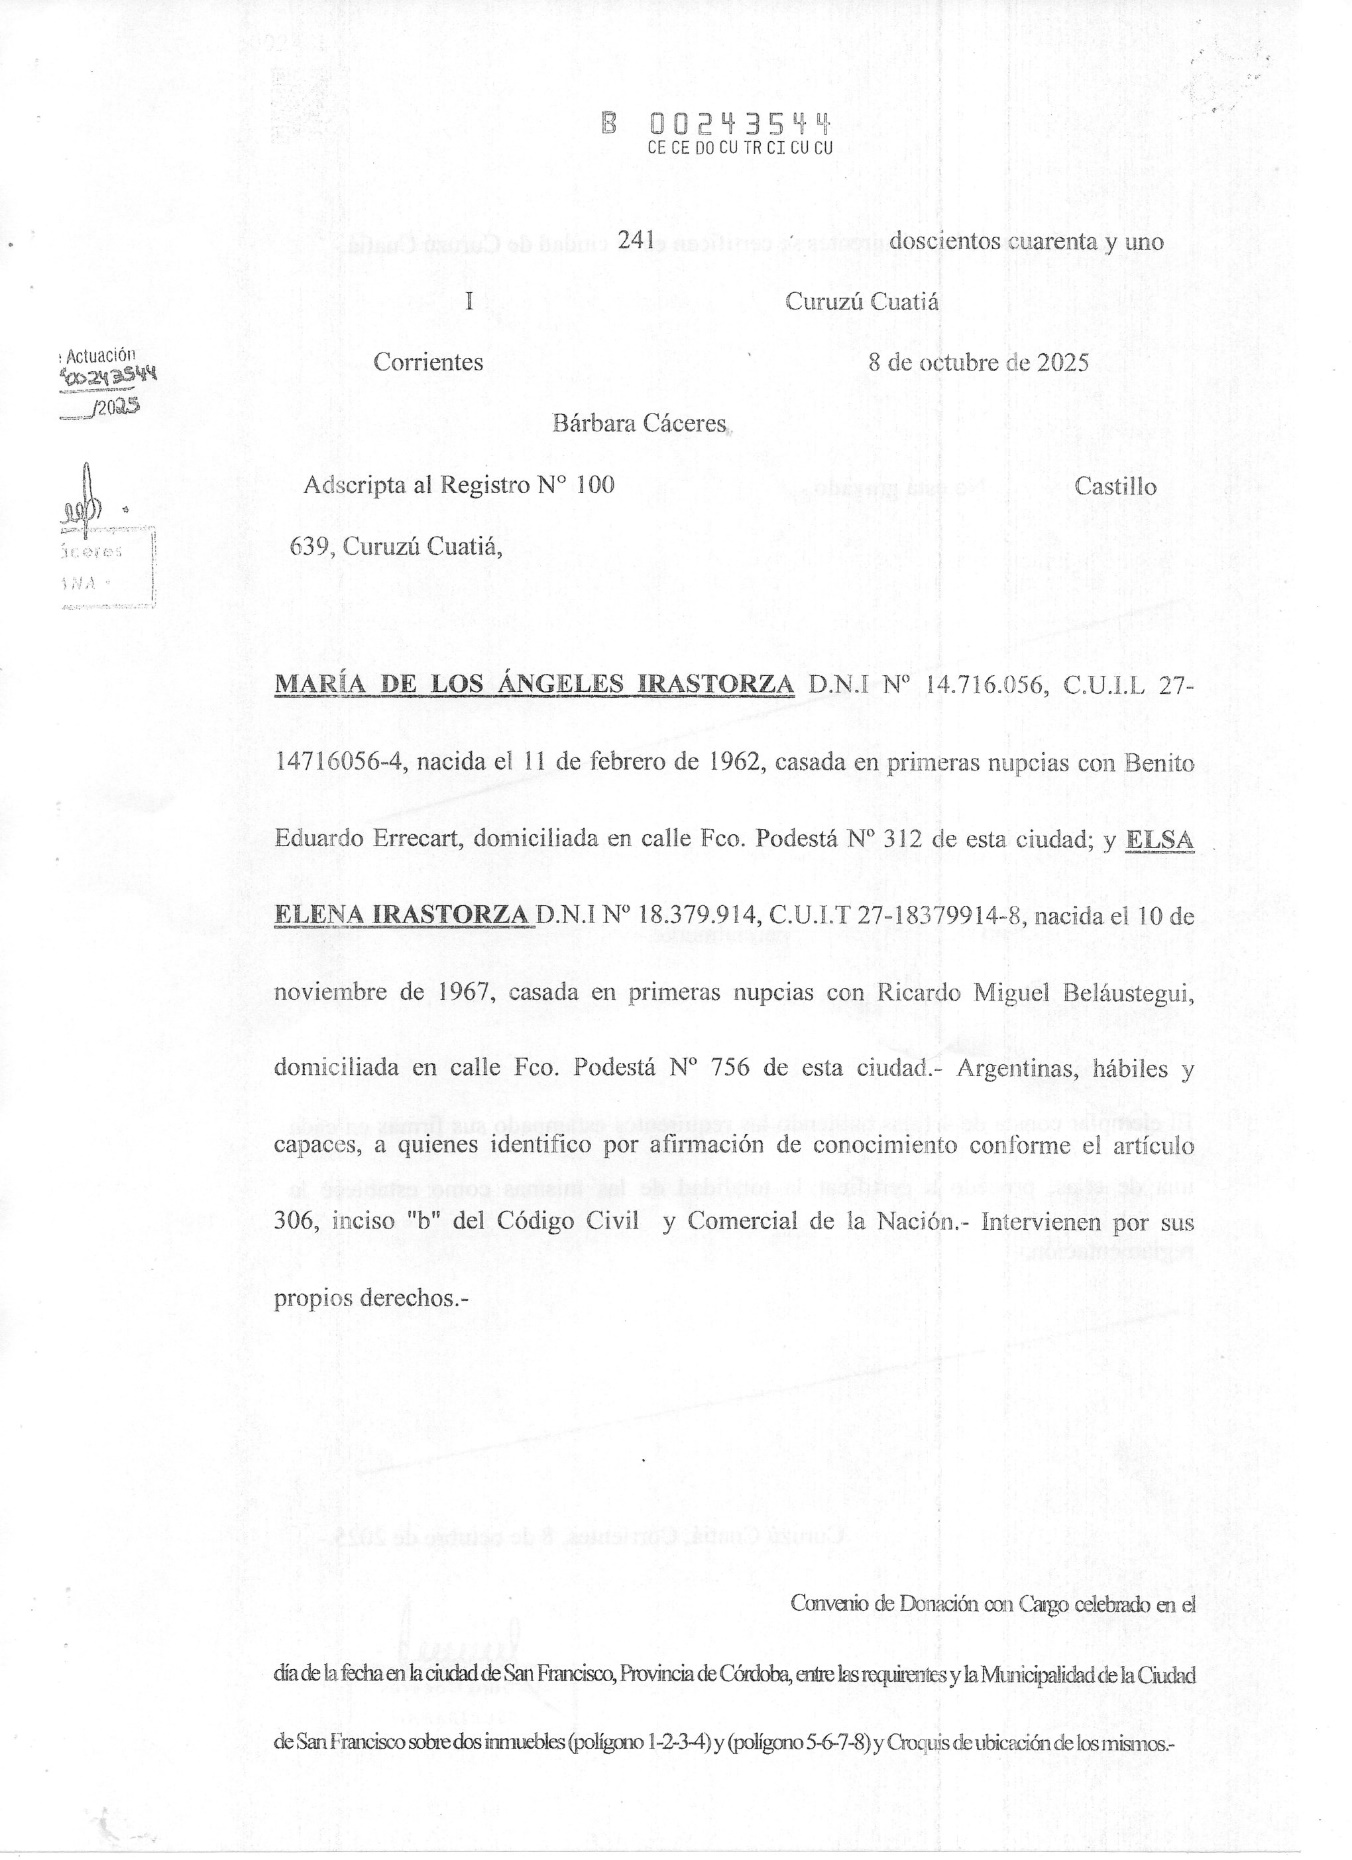 B 00243544
CE CE DO CU TR CI CU CU
241 doscientos cuarenta y uno
I Curuzú Cuatiá
Actuación
00243544
/2025
Corrientes 8 de octubre de 2025
Bárbara Cáceres
Adscripta al Registro N° 100 Castillo
639, Curuzú Cuatiá,
áceres
MARÍA DE LOS ÁNGELES IRASTORZA D.N.I Nº 14.716.056, C.U.I.L 27-
14716056-4, nacida el 11 de febrero de 1962, casada en primeras nupcias con Benito
Eduardo Errecart, domiciliada en calle Fco. Podestá Nº 312 de esta ciudad; y ELSA
ELENA IRASTORZA D.N.I Nº 18.379.914, C.U.I.T 27-18379914-8, nacida el 10 de
noviembre de 1967, casada en primeras nupcias con Ricardo Miguel Beláustegui,
domiciliada en calle Fco. Podestá Nº 756 de esta ciudad.- Argentinas, hábiles y
capaces, a quienes identifico por afirmación de conocimiento conforme el artículo
306, inciso "b" del Código Civil y Comercial de la Nación.- Intervienen por sus
propios derechos.-
Convenio de Donación con Cargo celebrado en el
día de la fecha en la ciudad de San Francisco, Provincia de Córdoba, entre las requirentes y la Municipalidad de la Ciudad
de San Francisco sobre dos inmuebles (polígono 1-2-3-4) y (polígono 5-6-7-8) y Croquis de ubicación de los mismos.-